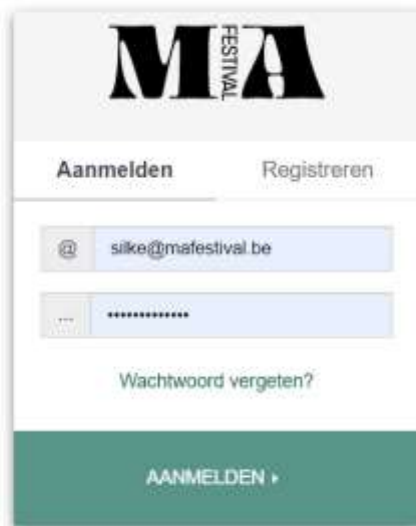 MA FESTIVAL
Aanmelden Registreren
@ silke@mafestival.be
... •••••••••••••
Wachtwoord vergeten?
AANMELDEN ▸